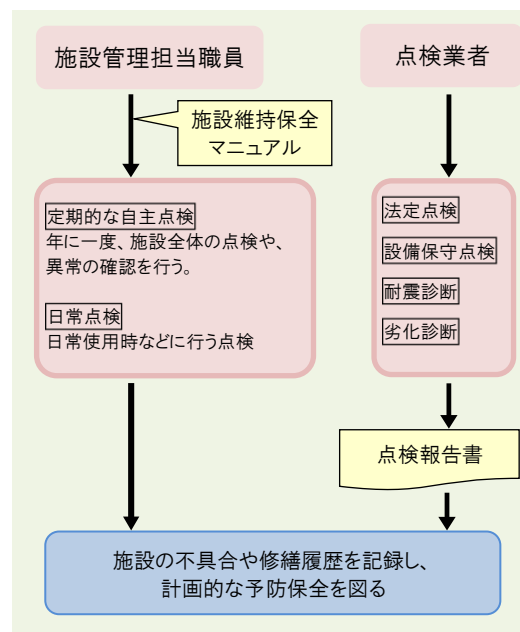 施設管理担当職員
点検業者
施設維持保全
マニュアル
定期的な自主点検
年に一度、施設全体の点検や、
異常の確認を行う。
日常点検
日常使用時などに行う点検
法定点検
設備保守点検
耐震診断
劣化診断
点検報告書
施設の不具合や修繕履歴を記録し、
計画的な予防保全を図る